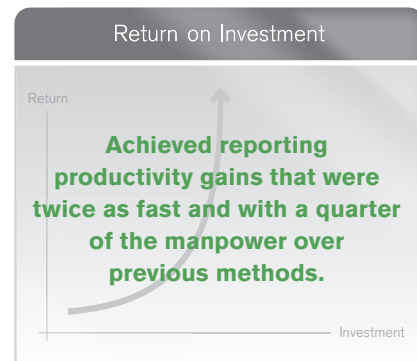 Return on Investment
Return
Achieved reporting
productivity gains that were
twice as fast and with a quarter
of the manpower over
previous methods.
Investment